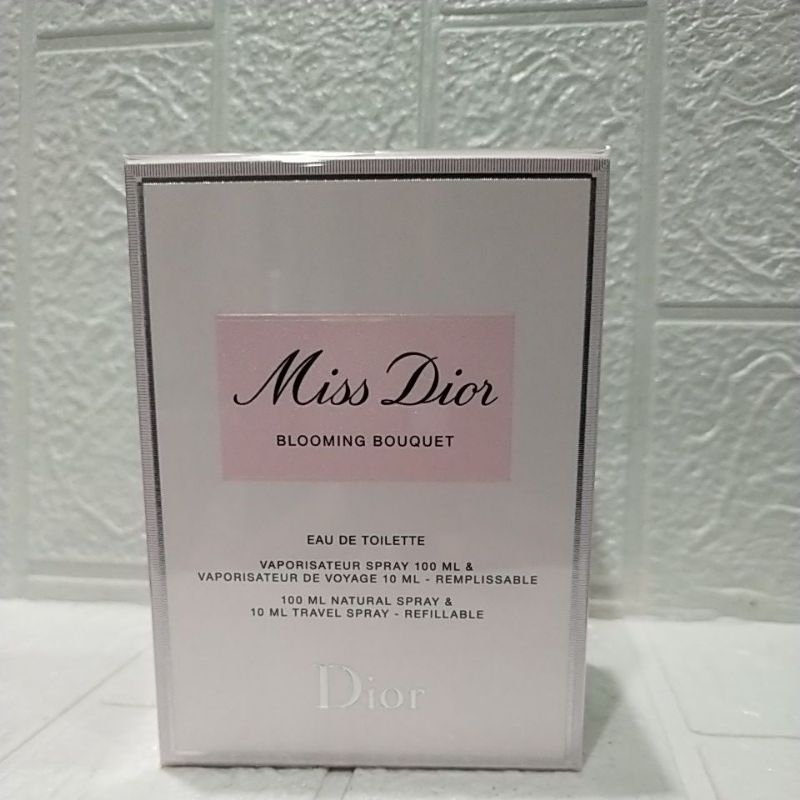 Miss Dior
BLOOMING BOUQUET
EAU DE TOILETTE
VAPORISATEUR SPRAY 100 ML &
VAPORISATEUR DE VOYAGE 10 ML - REMPLISSABLE
100 ML NATURAL SPRAY &
10 ML TRAVEL SPRAY - REFILLABLE
Dior